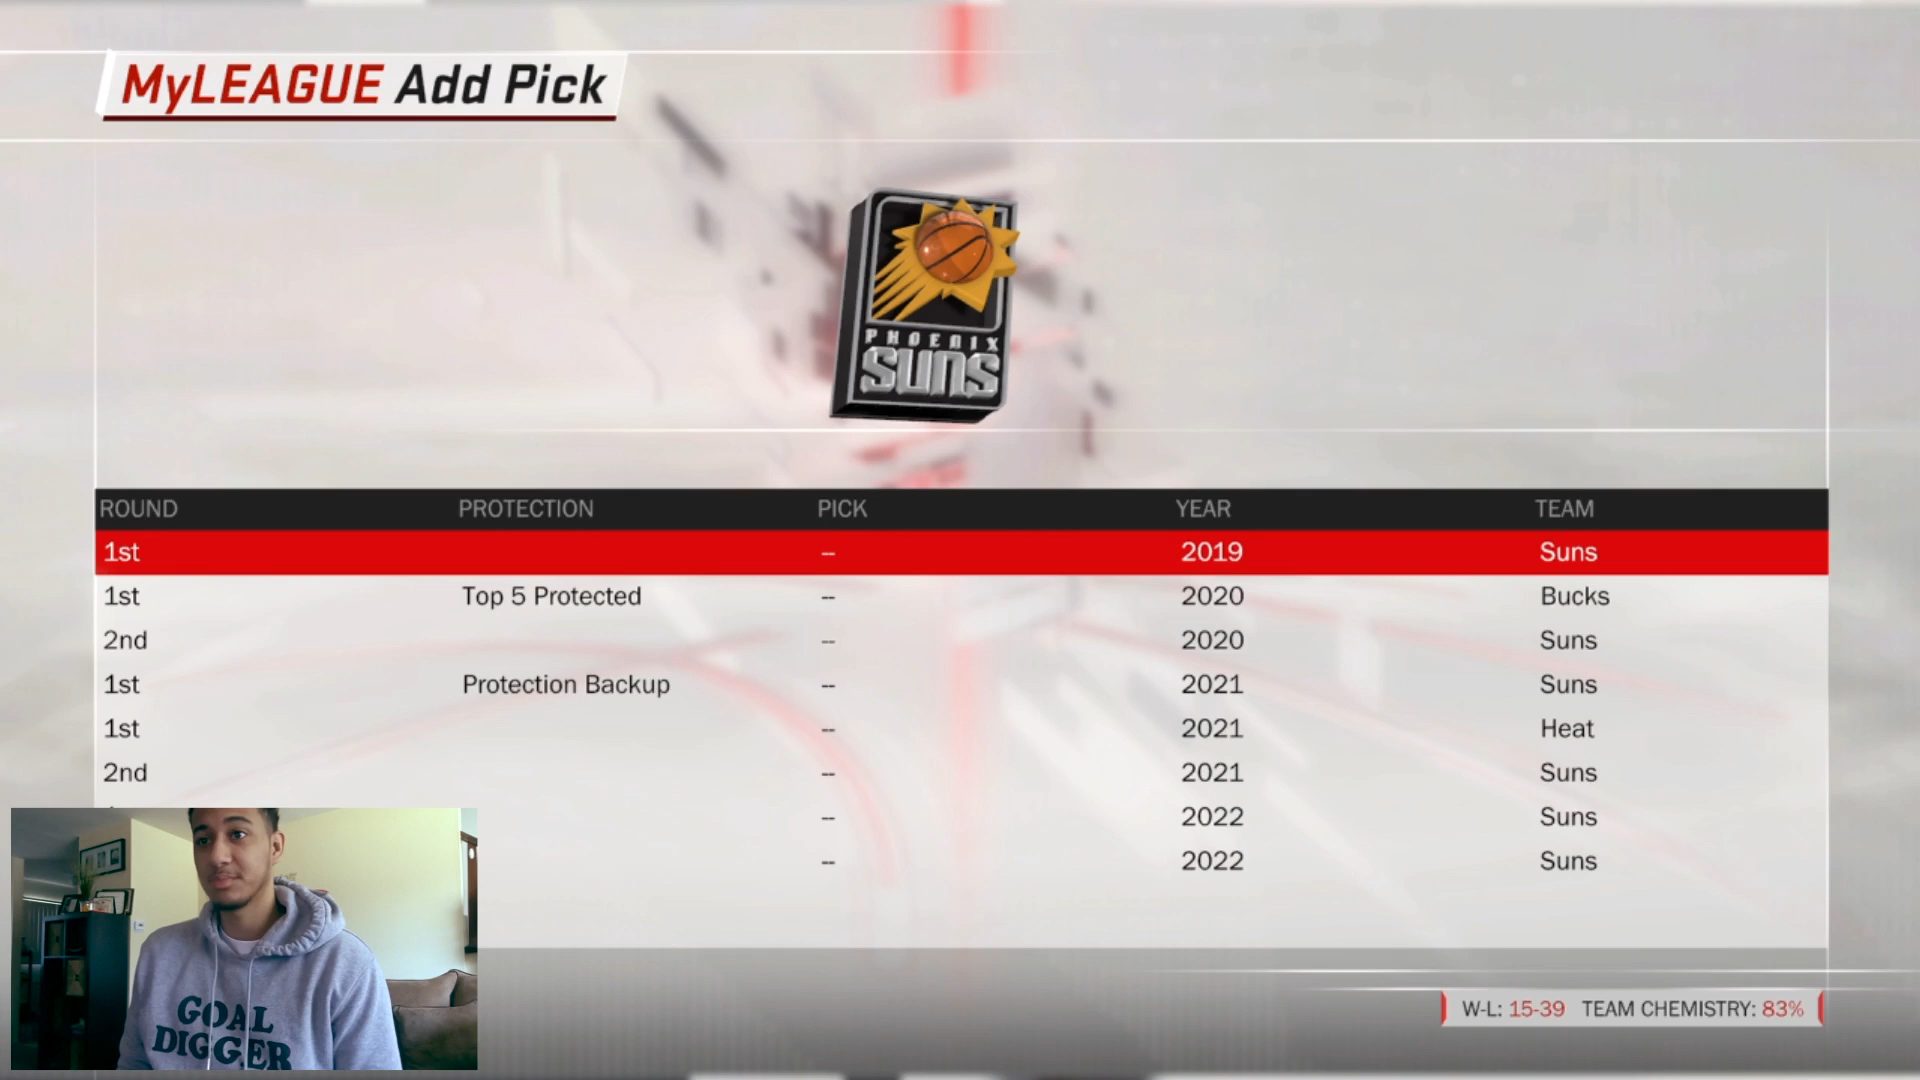 MyLEAGUE Add Pick
PHOENIX
SUNS
ROUND PROTECTION PICK YEAR TEAM
1st -- 2019 Suns
1st Top 5 Protected -- 2020 Bucks
2nd -- 2020 Suns
1st Protection Backup -- 2021 Suns
1st -- 2021 Heat
2nd -- 2021 Suns
-- 2022 Suns
-- 2022 Suns
GOAL
DIGGER
W-L: 15-39 TEAM CHEMISTRY: 83%